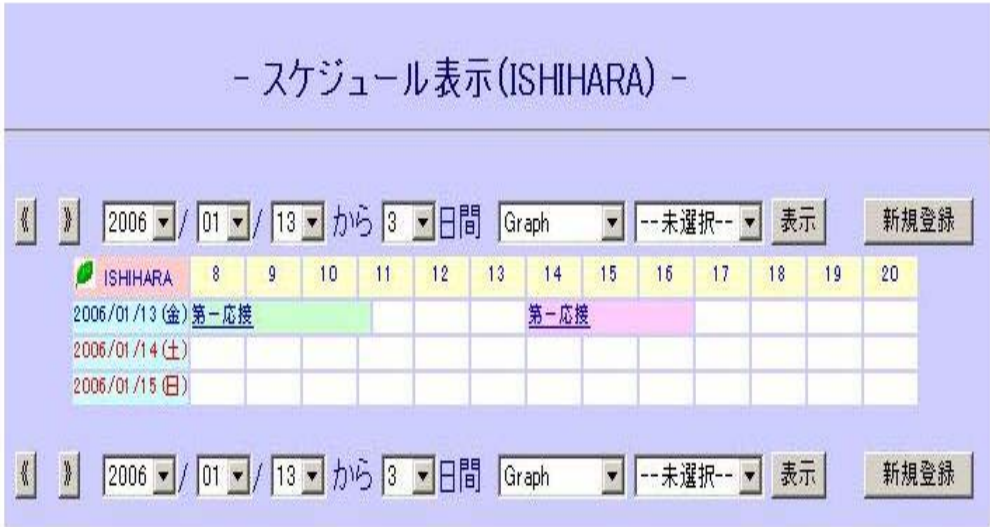 - スケジュール表示(ISHIHARA) -
《 》 2006 / 01 / 13 から 3 日間 Graph --未選択-- 表示 新規登録
ISHIHARA 8 9 10 11 12 13 14 15 16 17 18 19 20
2006/01/13(金) 第一応接 第一応接
2006/01/14(土)
2006/01/15(日)
《 》 2006 / 01 / 13 から 3 日間 Graph --未選択-- 表示 新規登録